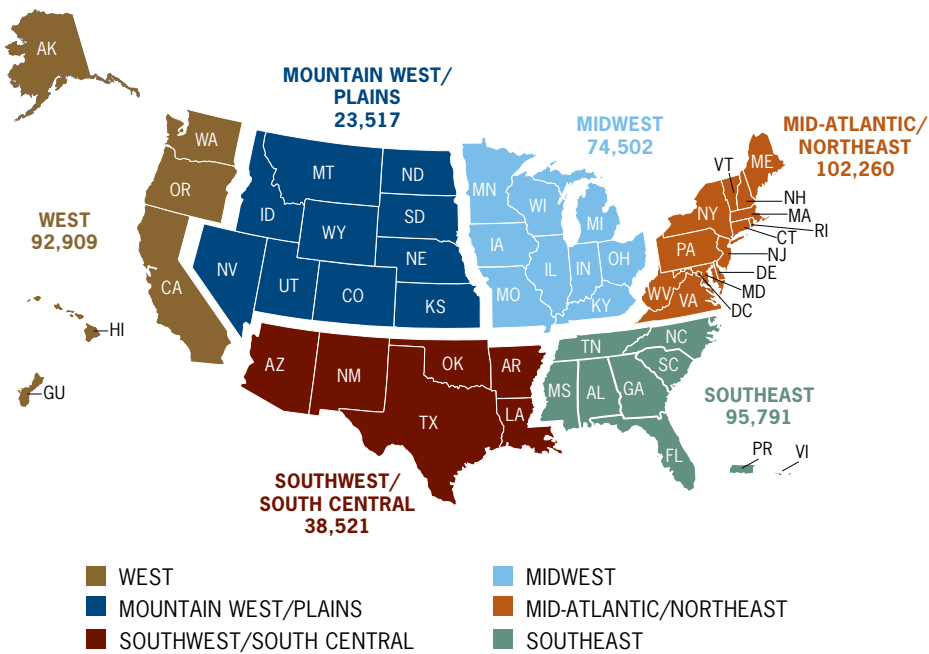 AK
MOUNTAIN WEST/
PLAINS
23,517
MIDWEST
74,502
MID-ATLANTIC/
NORTHEAST
102,260
WEST
92,909
WA
OR
CA
HI
GU
MT
ID
WY
NV
UT
CO
ND
SD
NE
KS
MN
WI
MI
IA
IL
IN
OH
MO
KY
VT
ME
NH
NY
MA
RI
CT
PA
NJ
DE
MD
DC
WV
VA
AZ
NM
OK
TX
AR
LA
TN
NC
SC
MS
AL
GA
FL
PR
VI
SOUTHEAST
95,791
SOUTHWEST/
SOUTH CENTRAL
38,521
WEST
MOUNTAIN WEST/PLAINS
SOUTHWEST/SOUTH CENTRAL
MIDWEST
MID-ATLANTIC/NORTHEAST
SOUTHEAST